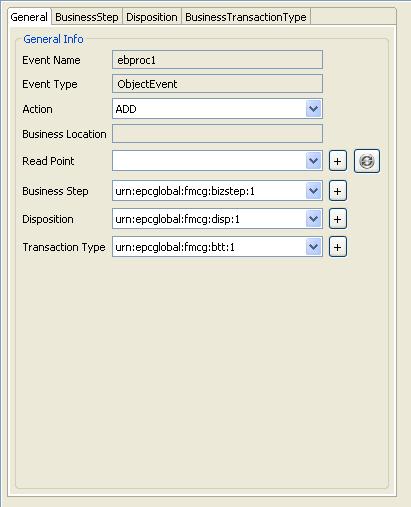 General BusinessStep Disposition BusinessTransactionType
General Info
Event Name ebproc1
Event Type ObjectEvent
Action ADD
Business Location
Read Point +
Business Step urn:epcglobal:fmcg:bizstep:1 +
Disposition urn:epcglobal:fmcg:disp:1 +
Transaction Type urn:epcglobal:fmcg:btt:1 +